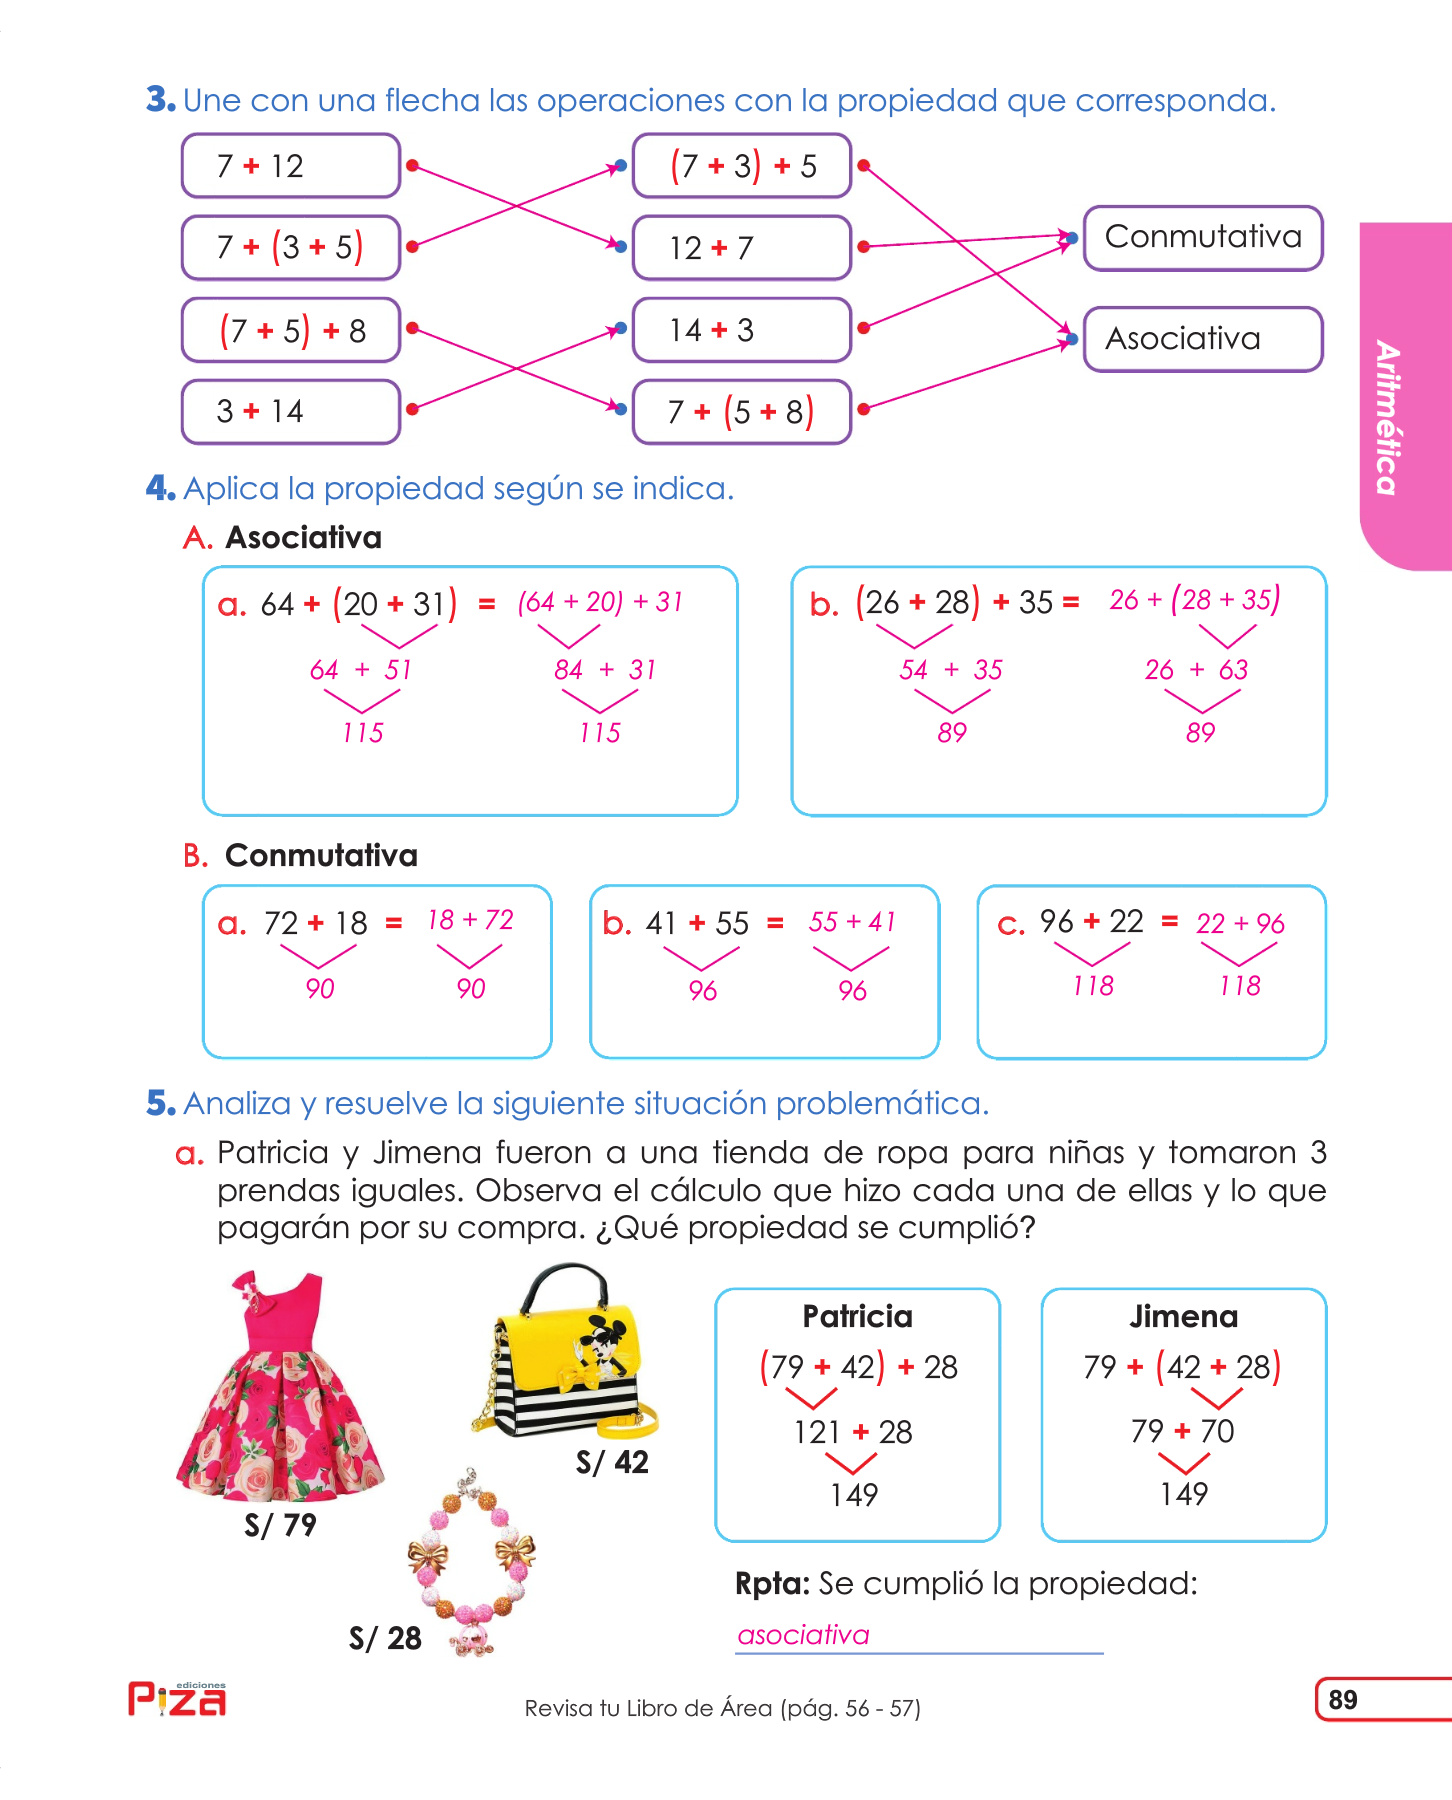 3. Une con una flecha las operaciones con la propiedad que corresponda.
7 + 12
(7 + 3) + 5
7 + (3 + 5)
12 + 7
Conmutativa
(7 + 5) + 8
14 + 3
Asociativa
3 + 14
7 + (5 + 8)
Aritmética
4. Aplica la propiedad según se indica.
A. Asociativa
a. 64 + (20 + 31) = (64 + 20) + 31
64 + 51 84 + 31
115 115
b. (26 + 28) + 35 = 26 + (28 + 35)
54 + 35 26 + 63
89 89
B. Conmutativa
a. 72 + 18 = 18 + 72
90 90
b. 41 + 55 = 55 + 41
96 96
c. 96 + 22 = 22 + 96
118 118
5. Analiza y resuelve la siguiente situación problemática.
a. Patricia y Jimena fueron a una tienda de ropa para niñas y tomaron 3
prendas iguales. Observa el cálculo que hizo cada una de ellas y lo que
pagarán por su compra. ¿Qué propiedad se cumplió?
S/ 79
S/ 42
S/ 28
Patricia
(79 + 42) + 28
121 + 28
149
Jimena
79 + (42 + 28)
79 + 70
149
Rpta: Se cumplió la propiedad:
asociativa
ediciones
Piza
Revisa tu Libro de Área (pág. 56 - 57)
89